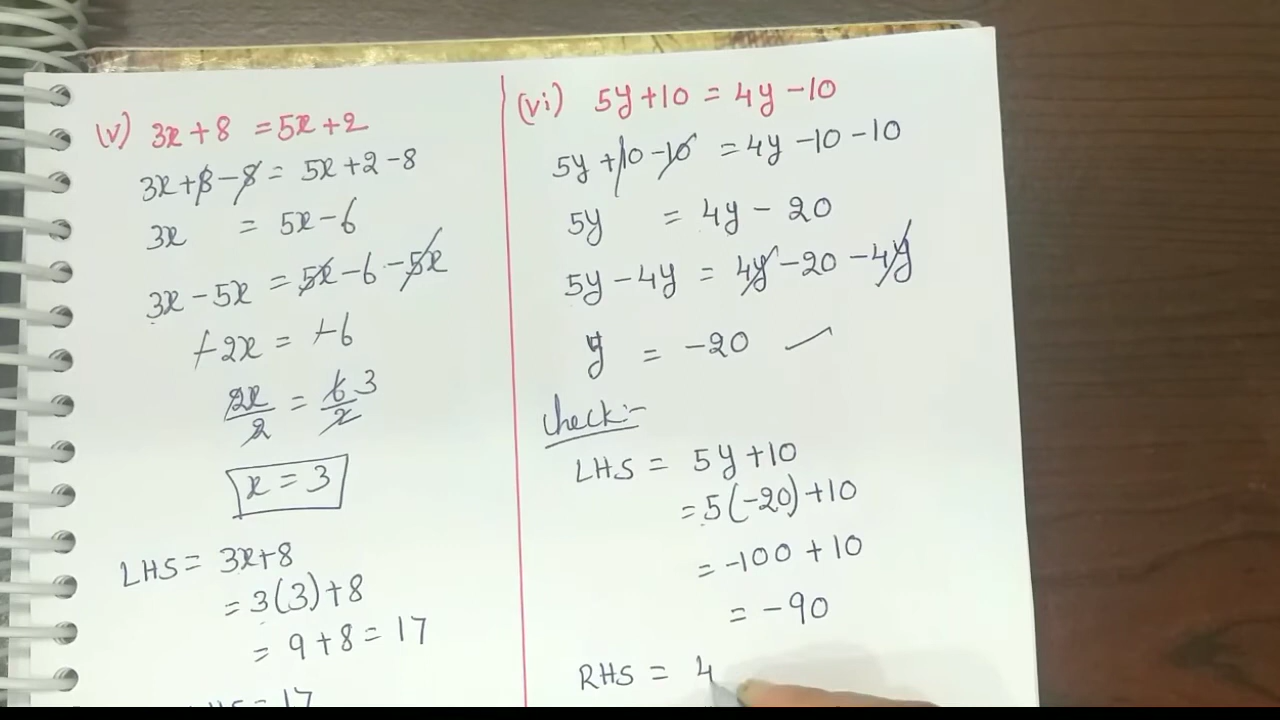 (v) 3x + 8 = 5x + 2
3x + 8 - 8 = 5x + 2 - 8
3x = 5x - 6
3x - 5x = 5x - 6 - 5x
-2x = -6
2x/2 = 6/2 3
x = 3
LHS = 3x + 8
= 3(3) + 8
= 9 + 8 = 17
HS = 17
(vi) 5y + 10 = 4y - 10
5y + 10 - 10 = 4y - 10 - 10
5y = 4y - 20
5y - 4y = 4y - 20 - 4y
y = -20
Check:-
LHS = 5y + 10
= 5(-20) + 10
= -100 + 10
= -90
RHS = 4